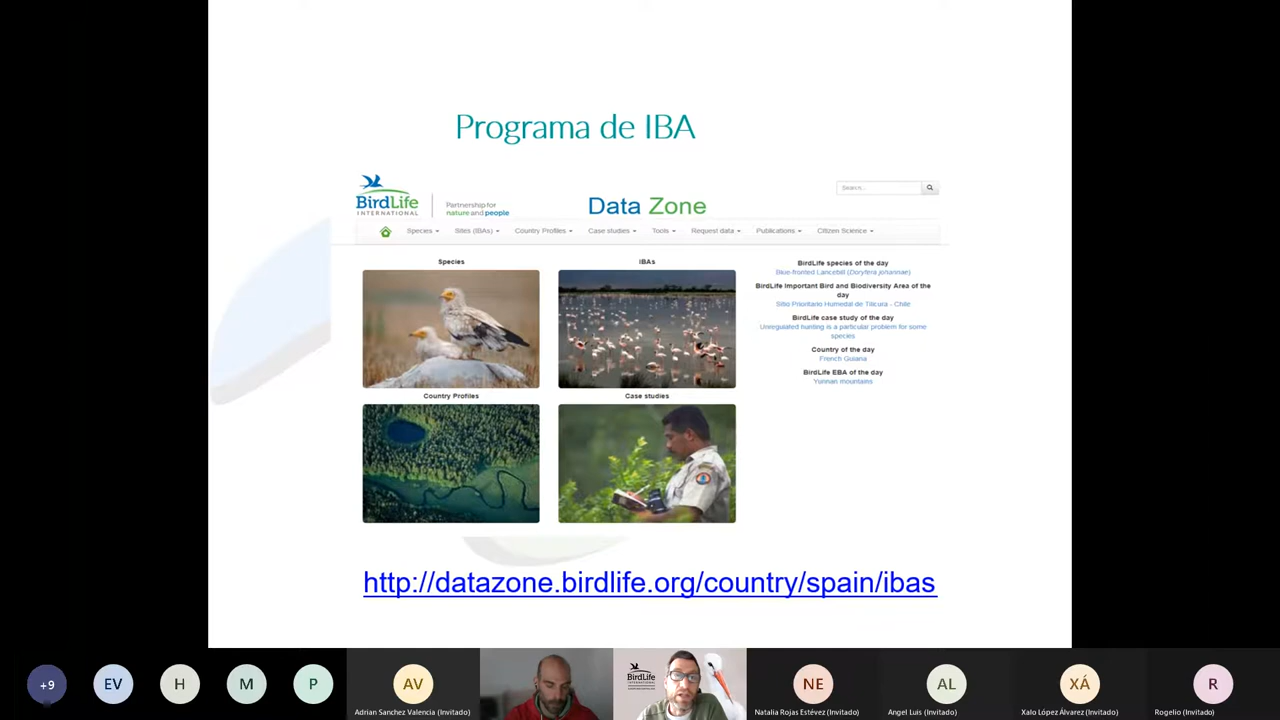 Programa de IBA
BirdLife
INTERNATIONAL
Partnership for
nature and people
Data Zone
Search...
Species
Sites (IBAs)
Country Profiles
Case studies
Tools
Request data
Publications
Citizen Science
Species
IBAs
BirdLife species of the day
Blue-fronted Lancebill (Doryfera johannae)
BirdLife Important Bird and Biodiversity Area of the
day
Sitio Prioritario Humedal de Tilicura - Chile
BirdLife case study of the day
Unregulated hunting is a particular problem for some
species
Country of the day
French Guiana
BirdLife EBA of the day
Yunnan mountains
Country Profiles
Case studies
http://datazone.birdlife.org/country/spain/ibas
+9
EV
H
M
P
AV
Adrian Sanchez Valencia (Invitado)
BirdLife
INTERNATIONAL
NE
Natalia Rojas Estévez (Invitado)
AL
Angel Luis (Invitado)
XÁ
Xalo López Álvarez (Invitado)
R
Rogelio (Invitado)